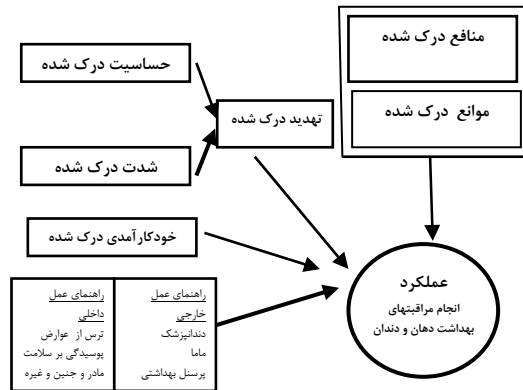 منافع درک شده
موانع درک شده
حساسیت درک شده
تهدید درک شده
شدت درک شده
خودکارآمدی درک شده
عملکرد
انجام مراقبتهای
بهداشت دهان و دندان
راهنمای عمل
خارجی
دندانپزشک
ماما
پرسنل بهداشتی
راهنمای عمل
داخلی
ترس از عوارض
پوسیدگی بر سلامت
مادر و جنین و غیره